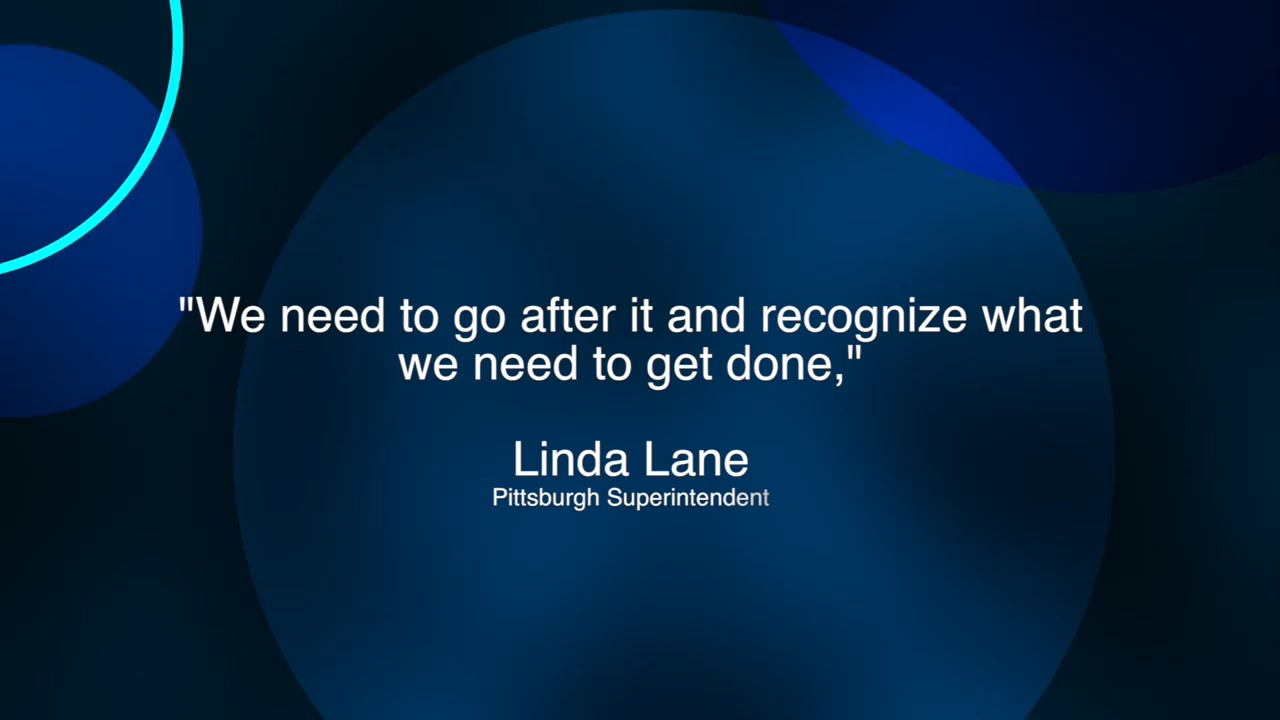 "We need to go after it and recognize what
we need to get done,"
Linda Lane
Pittsburgh Superintendent